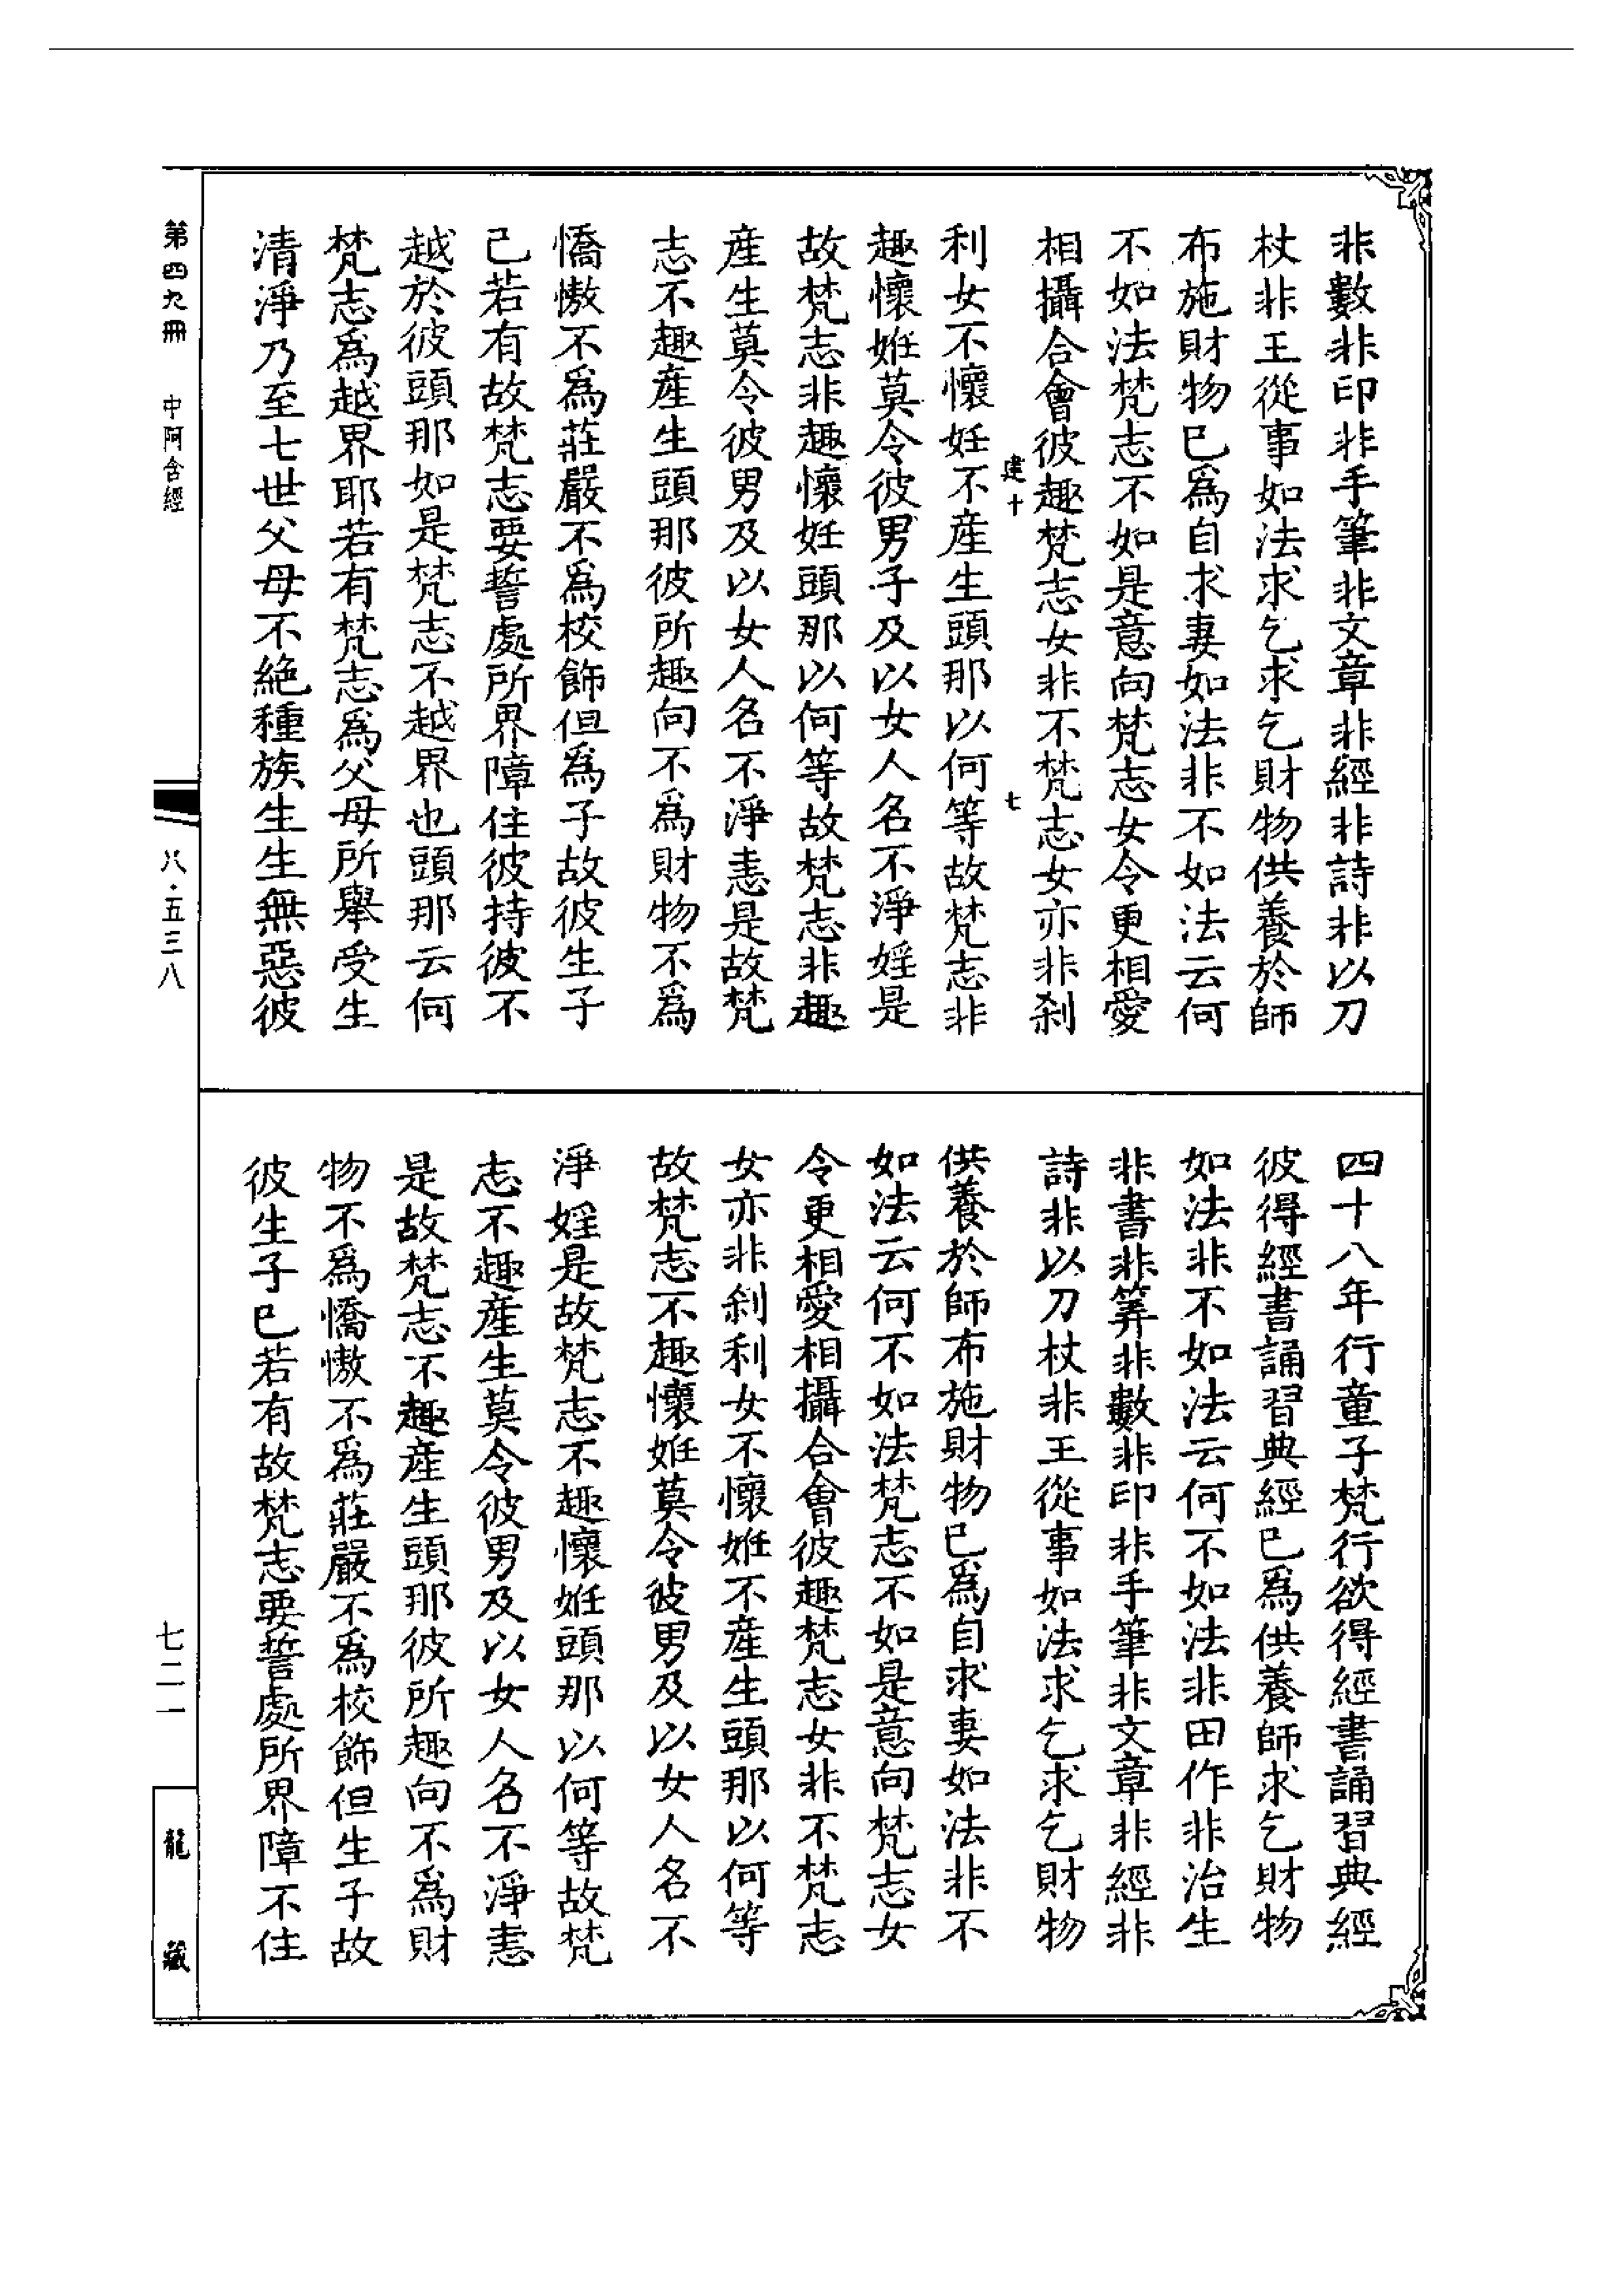 非數非印非手筆非文章非經非詩非以刀
杖非王從事如法求乞求乞財物供養於師
布施財物已爲自求妻如法非不如法云何
不如法梵志不如是意向梵志女令更相愛
相攝合會彼趣梵志女非不梵志女亦非刹
建十 七
利女不懷妊不產生頭那以何等故梵志非
趣懷姙莫令彼男子及以女人名不淨婬是
故梵志非趣懷妊頭那以何等故梵志非趣
產生莫令彼男及以女人名不淨恚是故梵
志不趣產生頭那彼所趣向不爲財物不爲
憍慠不爲莊嚴不爲校飾但爲子故彼生子
已若有故梵志要誓處所界障住彼持彼不
越於彼頭那如是梵志不越界也頭那云何
梵志爲越界耶若有梵志爲父母所舉受生
清淨乃至七世父母不絕種族生生無惡彼
四十八年行童子梵行欲得經書誦習典經
彼得經書誦習典經已爲供養師求乞財物
如法非不如法云何不如法非田作非治生
非書非筭非數非印非手筆非文章非經非
詩非以刀杖非王從事如法求乞求乞財物
供養於師布施財物已爲自求妻如法非不
如法云何不如法梵志不如是意向梵志女
令更相愛相攝合會彼趣梵志女非不梵志
女亦非刹利女不懷姙不產生頭那以何等
故梵志不趣懷姙莫令彼男及以女人名不
淨婬是故梵志不趣懷姙頭那以何等故梵
志不趣產生莫令彼男及以女人名不淨恚
是故梵志不趣產生頭那彼所趣向不爲財
物不爲憍慠不爲莊嚴不爲校飾但生子故
彼生子已若有故梵志要誓處所界障不住
第四九冊 中阿含經 八·五三八 七二一 龍藏